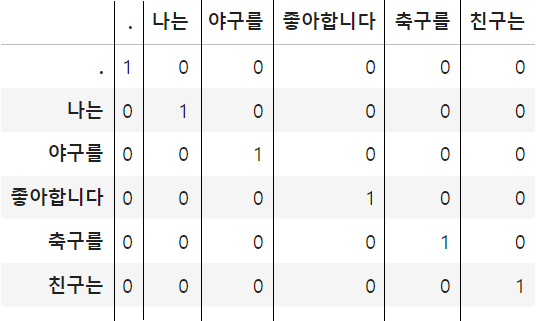 . 나는 야구를 좋아합니다 축구를 친구는
. 1 0 0 0 0 0
나는 0 1 0 0 0 0
야구를 0 0 1 0 0 0
좋아합니다 0 0 0 1 0 0
축구를 0 0 0 0 1 0
친구는 0 0 0 0 0 1